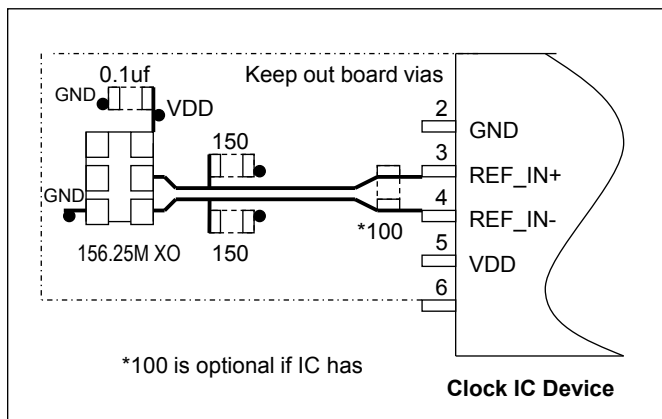 0.1uf
Keep out board vias
GND
VDD
2
GND
150
3
REF_IN+
GND
4
REF_IN-
*100
156.25M XO
150
5
VDD
6
*100 is optional if IC has
Clock IC Device